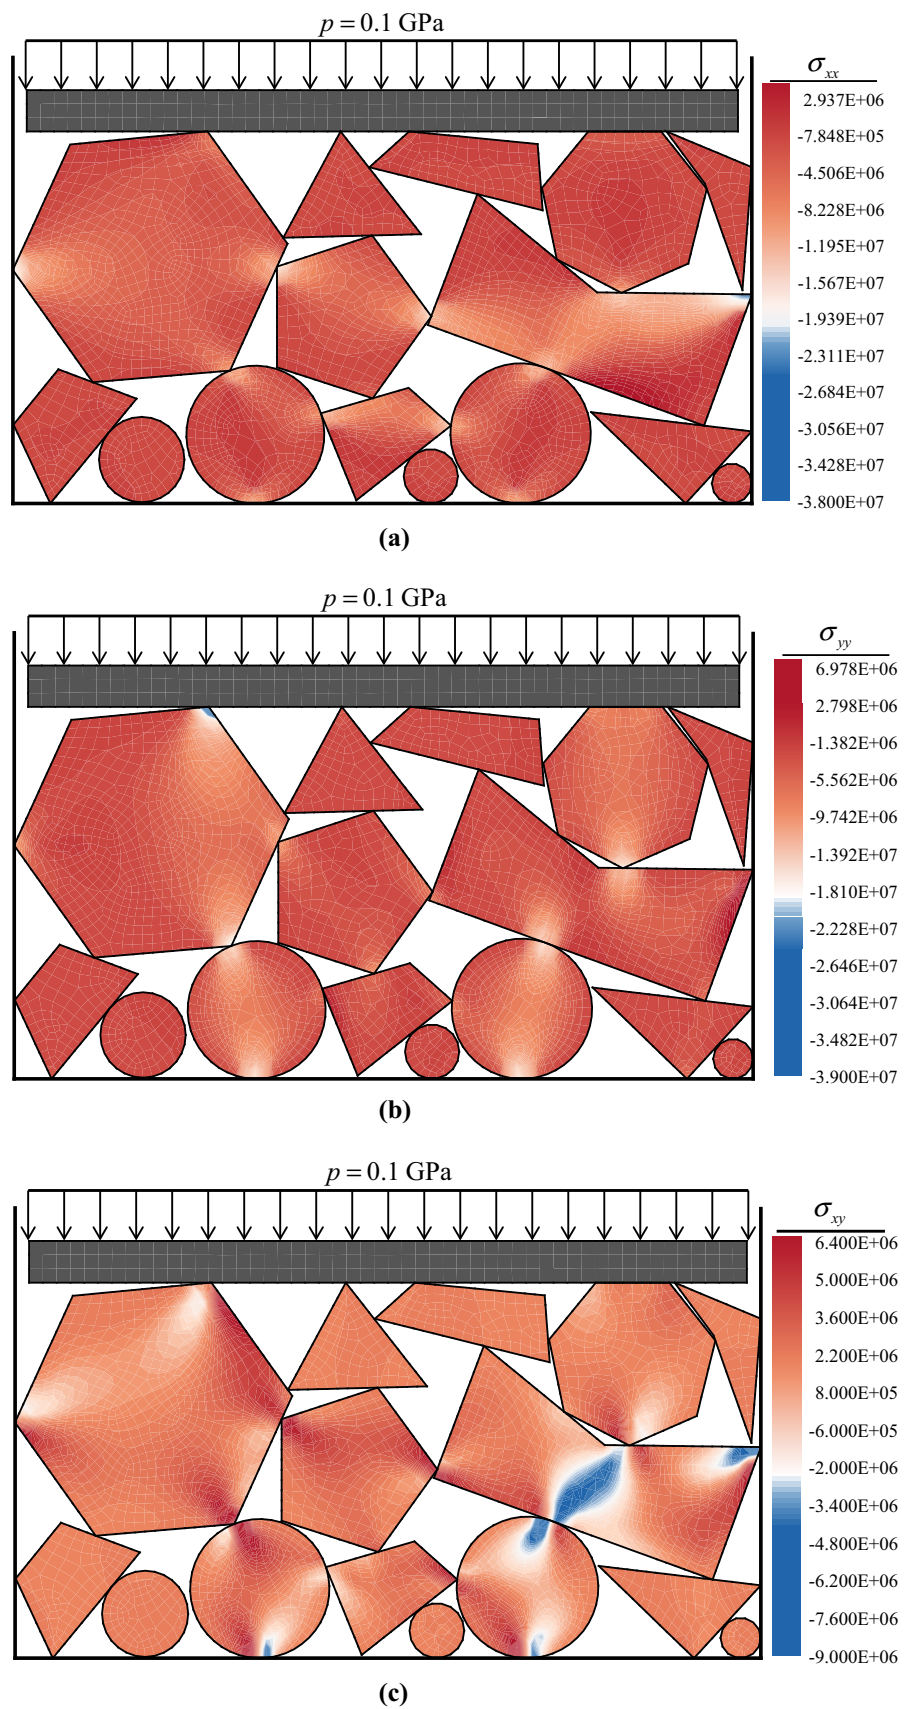 p = 0.1 GPa
σxx
2.937E+06
-7.848E+05
-4.506E+06
-8.228E+06
-1.195E+07
-1.567E+07
-1.939E+07
-2.311E+07
-2.684E+07
-3.056E+07
-3.428E+07
-3.800E+07
(a)
p = 0.1 GPa
σyy
6.978E+06
2.798E+06
-1.382E+06
-5.562E+06
-9.742E+06
-1.392E+07
-1.810E+07
-2.228E+07
-2.646E+07
-3.064E+07
-3.482E+07
-3.900E+07
(b)
p = 0.1 GPa
σxy
6.400E+06
5.000E+06
3.600E+06
2.200E+06
8.000E+05
-6.000E+05
-2.000E+06
-3.400E+06
-4.800E+06
-6.200E+06
-7.600E+06
-9.000E+06
(c)